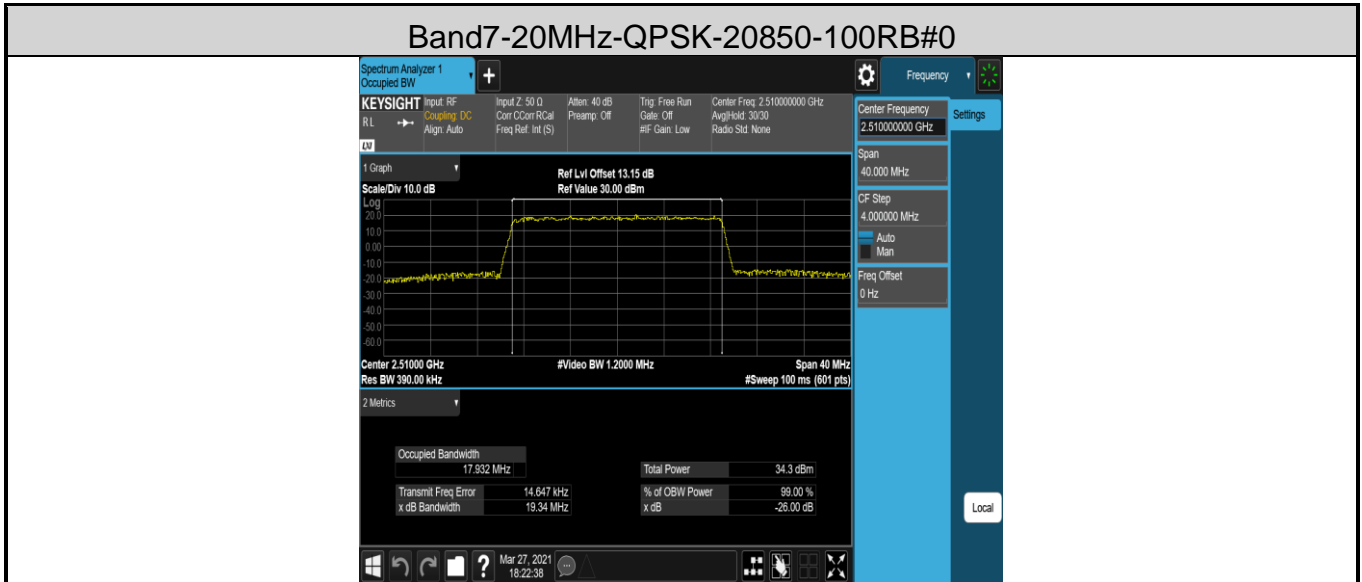 Band7-20MHz-QPSK-20850-100RB#0
Spectrum Analyzer 1
Occupied BW
+
Frequency
KEYSIGHT
RL
LXI
Input: RF
Coupling: DC
Align: Auto
Input Z: 50 Ω
Corr CCorr RCal
Freq Ref: Int (S)
Atten: 40 dB
Preamp: Off
Trig: Free Run
Gate: Off
#IF Gain: Low
Center Freq: 2.510000000 GHz
Avg|Hold: 30/30
Radio Std: None
Center Frequency
2.510000000 GHz
Settings
Span
40.000 MHz
CF Step
4.000000 MHz
Auto
Man
Freq Offset
0 Hz
Local
1 Graph
Scale/Div 10.0 dB
Ref Lvl Offset 13.15 dB
Ref Value 30.00 dBm
Log
20.0
10.0
0.00
-10.0
-20.0
-30.0
-40.0
-50.0
-60.0
Center 2.51000 GHz
#Video BW 1.2000 MHz
Span 40 MHz
Res BW 390.00 kHz
#Sweep 100 ms (601 pts)
2 Metrics
Occupied Bandwidth
17.932 MHz
Total Power 34.3 dBm
Transmit Freq Error 14.647 kHz
% of OBW Power 99.00 %
x dB Bandwidth 19.34 MHz
x dB -26.00 dB
?
Mar 27, 2021
18:22:38